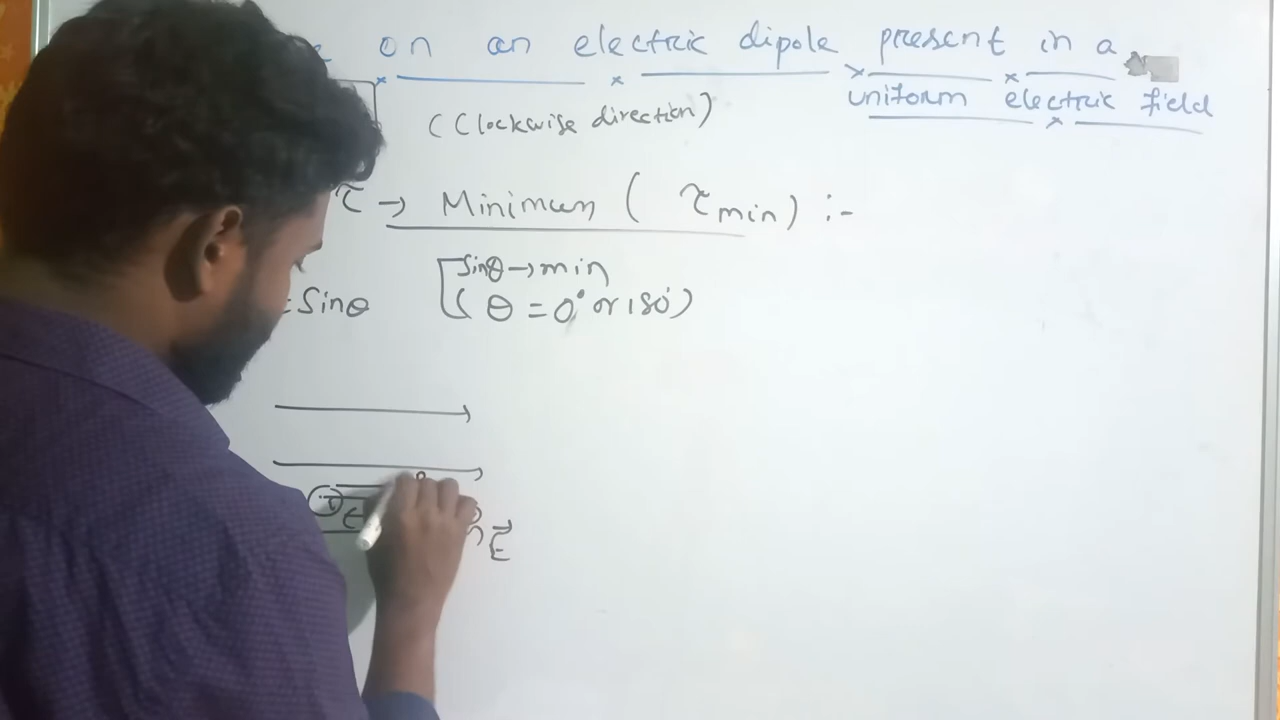 on an electric dipole present in a
uniform electric field
(Clockwise direction)
τ → Minimum ( τmin) :-
Sinθ → min
= Sinθ
( θ = 0° or 180°)
E